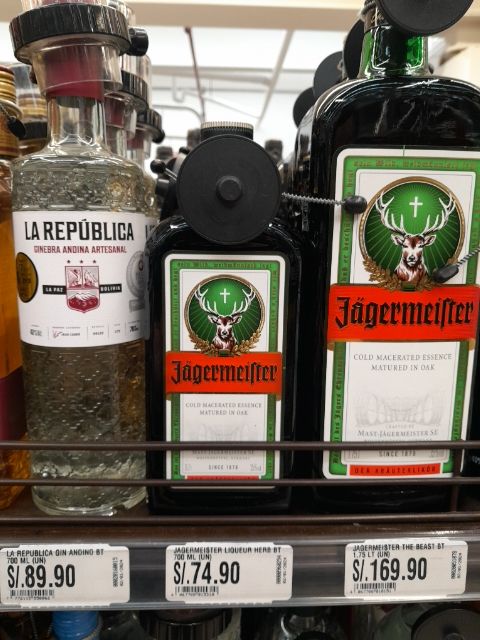 LA REPÚBLICA
GINEBRA ANDINA ARTESANAL
LA PAZ BOLIVIA
Jägermeister
COLD MACERATED ESSENCE
MATURED IN OAK
SINCE 1878
Jägermeister
COLD MACERATED ESSENCE
MATURED IN OAK
CRAFTED BY
MAST-JÄGERMEISTER SE
SINCE 1878
DER KRÄUTERLIKÖR
LA REPUBLICA GIN ANDINO BT
700 ML (UN)
S/.89.90
JAGERMEISTER LIQUEUR HERB BT
700 ML (UN)
S/.74.90
JAGERMEISTER THE BEAST BT
1.75 LT (UN)
S/.169.90